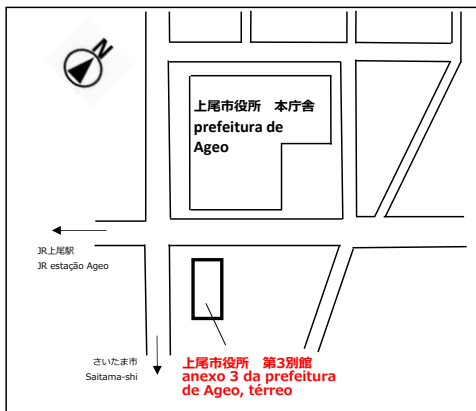 N
上尾市役所　本庁舎
prefeitura de
Ageo
JR上尾駅
JR estação Ageo
さいたま市
Saitama-shi
上尾市役所　第3別館
anexo 3 da prefeitura
de Ageo, térreo